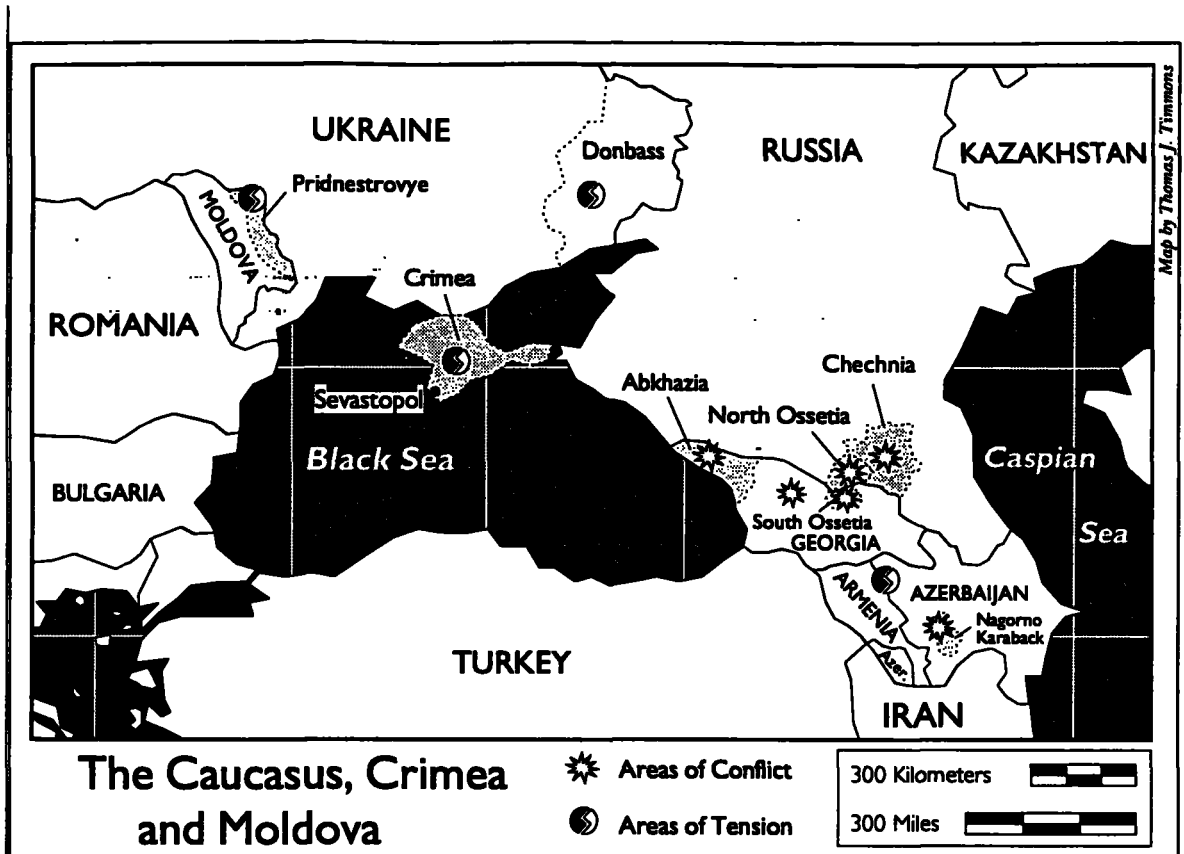 UKRAINE
Donbass
RUSSIA
KAZAKHSTAN
Pridnestrovye
MOLDOVA
Crimea
ROMANIA
Sevastopol
Abkhazia
Chechnia
North Ossetia
Black Sea
Caspian
Sea
BULGARIA
South Ossetia
GEORGIA
ARMENIA
AZERBAIJAN
Nagorno
Karaback
Azer.
TURKEY
IRAN
Map by Thomas J. Timmons
The Caucasus, Crimea
and Moldova
Areas of Conflict
Areas of Tension
300 Kilometers
300 Miles